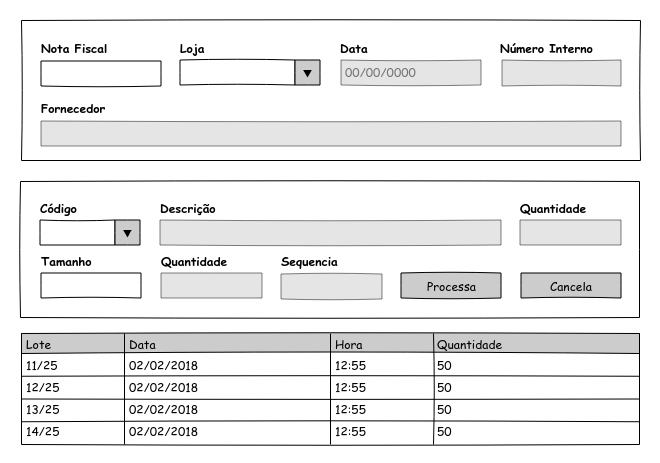 Nota Fiscal Loja Data Número Interno
▼ 00/00/0000
Fornecedor
Código Descrição Quantidade
▼
Tamanho Quantidade Sequencia
Processa Cancela
Lote Data Hora Quantidade
11/25 02/02/2018 12:55 50
12/25 02/02/2018 12:55 50
13/25 02/02/2018 12:55 50
14/25 02/02/2018 12:55 50